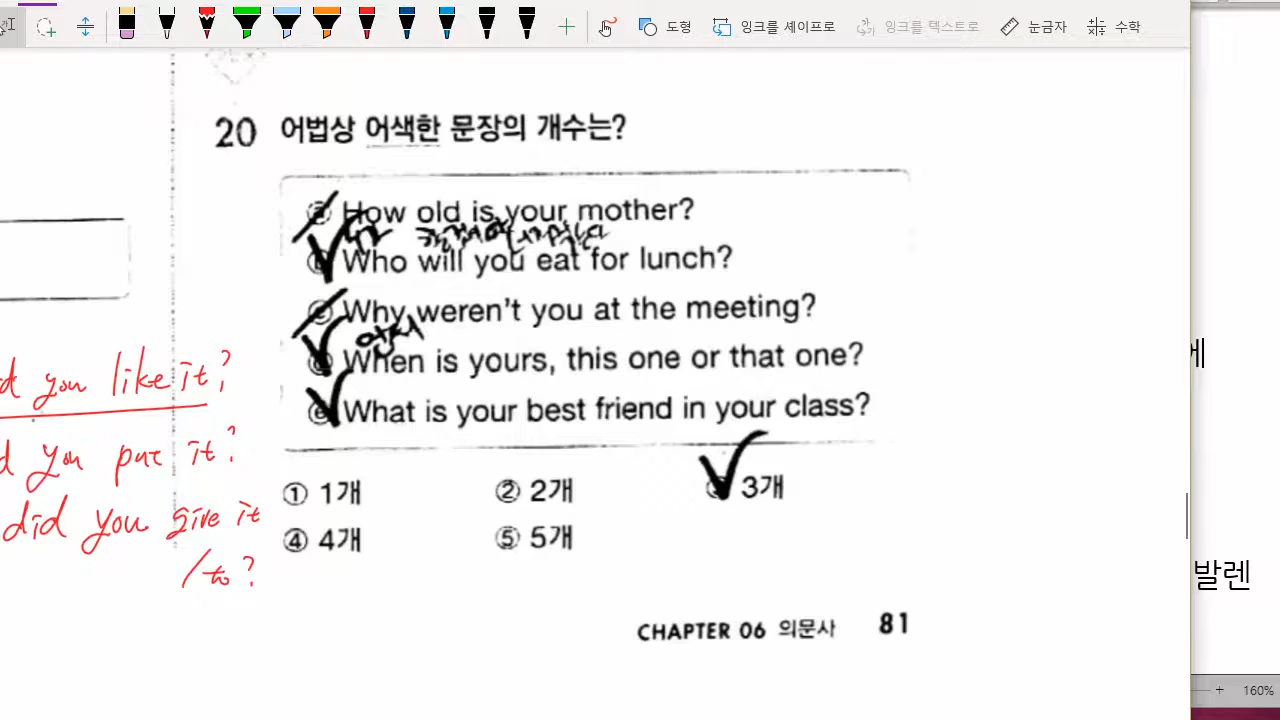 도형 잉크를 셰이프로 잉크를 텍스트로 눈금자 수학
20 어법상 어색한 문장의 개수는?
How old is your mother?
Who will you eat for lunch?
Why weren't you at the meeting?
When is yours, this one or that one?
ⓔ What is your best friend in your class?
① 1개 ② 2개 3개
④ 4개 ⑤ 5개
CHAPTER 06 의문사 81
you like it?
you put it?
did you give it
/to?
에
발렌
160%